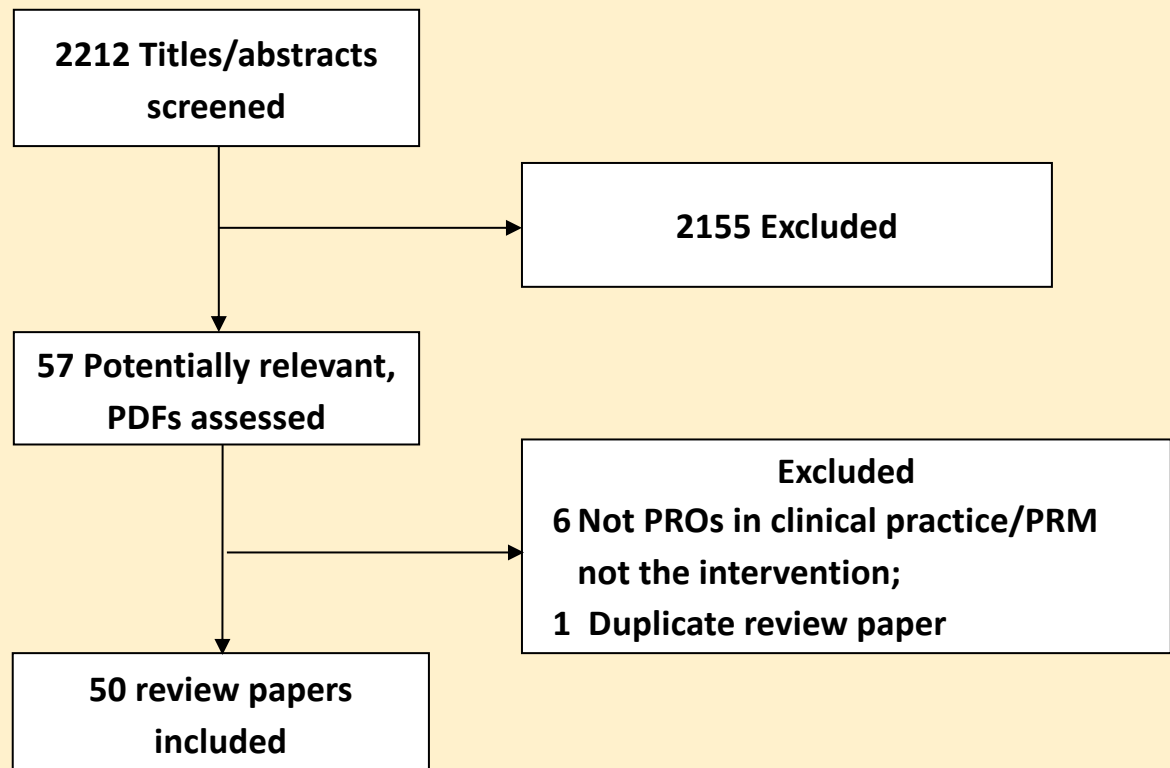 2212 Titles/abstracts
screened
2155 Excluded
57 Potentially relevant,
PDFs assessed
Excluded
6 Not PROs in clinical practice/PRM
not the intervention;
1 Duplicate review paper
50 review papers
included